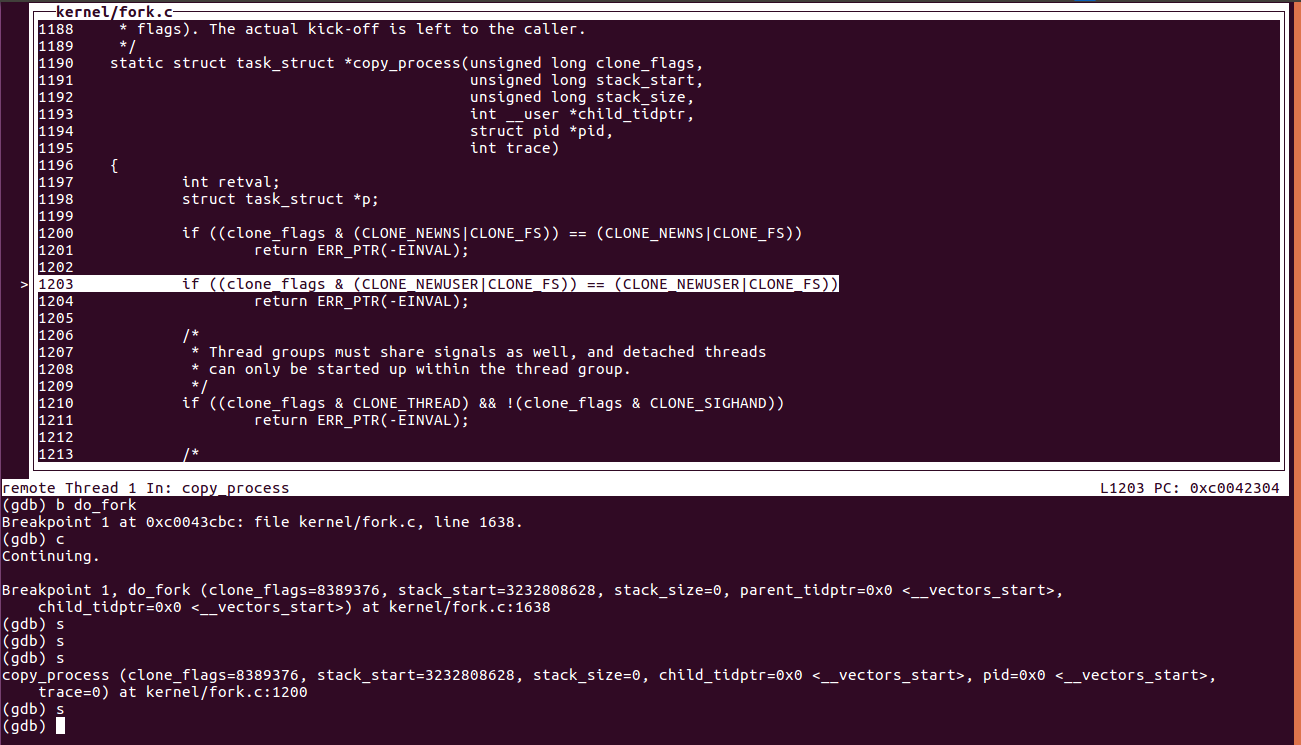 kernel/fork.c
1188 * flags). The actual kick-off is left to the caller.
1189 */
1190 static struct task_struct *copy_process(unsigned long clone_flags,
1191 unsigned long stack_start,
1192 unsigned long stack_size,
1193 int __user *child_tidptr,
1194 struct pid *pid,
1195 int trace)
1196 {
1197 int retval;
1198 struct task_struct *p;
1199
1200 if ((clone_flags & (CLONE_NEWNS|CLONE_FS)) == (CLONE_NEWNS|CLONE_FS))
1201 return ERR_PTR(-EINVAL);
1202
>1203 if ((clone_flags & (CLONE_NEWUSER|CLONE_FS)) == (CLONE_NEWUSER|CLONE_FS))
1204 return ERR_PTR(-EINVAL);
1205
1206 /*
1207 * Thread groups must share signals as well, and detached threads
1208 * can only be started up within the thread group.
1209 */
1210 if ((clone_flags & CLONE_THREAD) && !(clone_flags & CLONE_SIGHAND))
1211 return ERR_PTR(-EINVAL);
1212
1213 /*
remote Thread 1 In: copy_process L1203 PC: 0xc0042304
(gdb) b do_fork
Breakpoint 1 at 0xc0043cbc: file kernel/fork.c, line 1638.
(gdb) c
Continuing.
Breakpoint 1, do_fork (clone_flags=8389376, stack_start=3232808628, stack_size=0, parent_tidptr=0x0 <__vectors_start>,
child_tidptr=0x0 <__vectors_start>) at kernel/fork.c:1638
(gdb) s
(gdb) s
(gdb) s
copy_process (clone_flags=8389376, stack_start=3232808628, stack_size=0, child_tidptr=0x0 <__vectors_start>, pid=0x0 <__vectors_start>,
trace=0) at kernel/fork.c:1200
(gdb) s
(gdb)